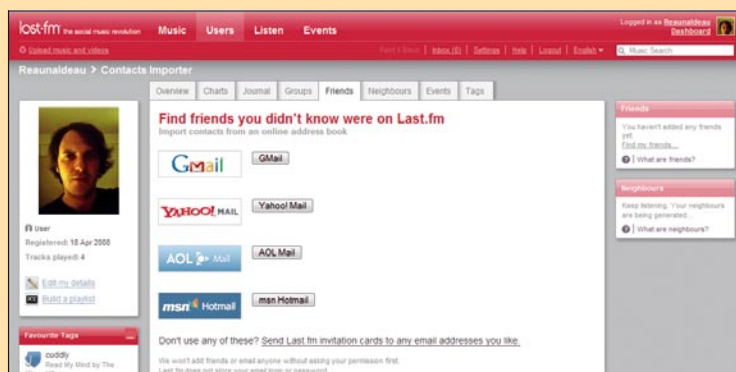 lost.fm the social music revolution
Music Users Listen Events
Logged in as Reaunaldeau
Dashboard
Upload music and videos
Inbox (0) | Settings | Help | Logout | English
Music Search
Reaunaldeau > Contacts Importer
Overview Charts Journal Groups Friends Neighbours Events Tags
Find friends you didn't know were on Last.fm
Import contacts from an online address book
GMail GMail
YAHOO! MAIL Yahoo! Mail
AOL Mail AOL Mail
msn Hotmail msn Hotmail
Don't use any of these? Send Last.fm invitation cards to any email addresses you like.
We won't add friends or email anyone without asking your permission first.
Last.fm does not store your email login or password.
User
Registered: 18 Apr 2008
Tracks played: 4
Edit my details
Build a playlist
Favourite Tags
cuddly
Read My Mind by The
Friends
You haven't added any friends
yet.
Find my friends...
What are friends?
Neighbours
Keep listening. Your neighbours
are being generated...
What are neighbours?